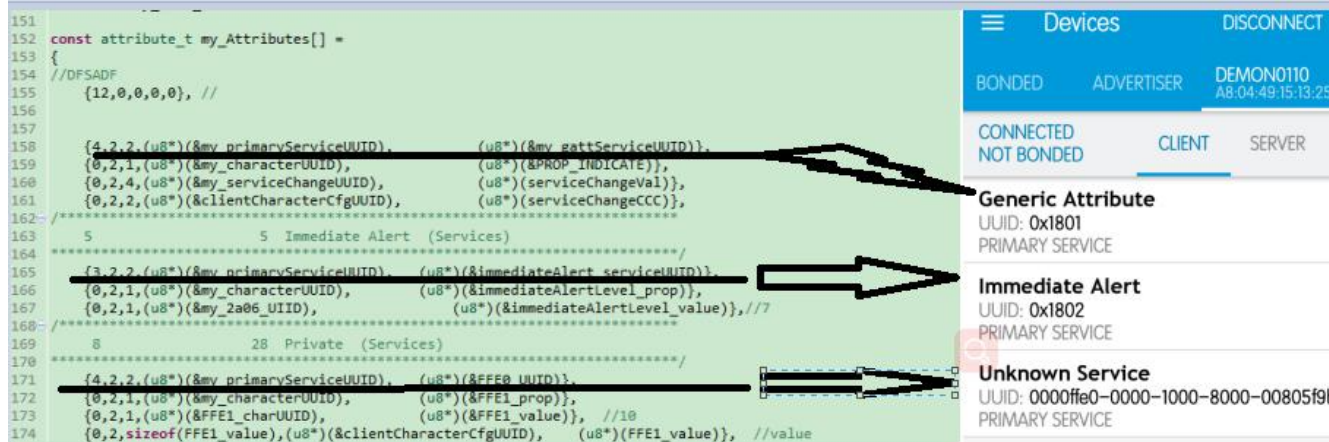 151
152 const attribute_t my_Attributes[] =
153 {
154 //DFSADF
155 {12,0,0,0,0}, //
156
157
158 {4,2,2,(u8*)(&my_primaryServiceUUID), (u8*)(&my_gattServiceUUID)},
159 {0,2,1,(u8*)(&my_characterUUID), (u8*)(&PROP_INDICATE)},
160 {0,2,4,(u8*)(&my_serviceChangeUUID), (u8*)(serviceChangeVal)},
161 {0,2,2,(u8*)(&clientCharacterCfgUUID), (u8*)(serviceChangeCCC)},
162 /******************************************************************************
163 5 5 Immediate Alert (Services)
164 ******************************************************************************/
165 {3,2,2,(u8*)(&my_primaryServiceUUID), (u8*)(&immediateAlert_serviceUUID)},
166 {0,2,1,(u8*)(&my_characterUUID), (u8*)(&immediateAlertLevel_prop)},
167 {0,2,1,(u8*)(&my_2a06_UIID), (u8*)(&immediateAlertLevel_value)},//7
168 /******************************************************************************
169 8 28 Private (Services)
170 ******************************************************************************/
171 {4,2,2,(u8*)(&my_primaryServiceUUID), (u8*)(&FFE0_UUID)},
172 {0,2,1,(u8*)(&my_characterUUID), (u8*)(&FFE1_prop)},
173 {0,2,1,(u8*)(&FFE1_charUUID), (u8*)(&FFE1_value)}, //10
174 {0,2,sizeof(FFE1_value),(u8*)(&clientCharacterCfgUUID), (u8*)(FFE1_value)}, //value
Devices DISCONNECT
BONDED ADVERTISER DEMON0110
A8:04:49:15:13:25
CONNECTED
NOT BONDED CLIENT SERVER
Generic Attribute
UUID: 0x1801
PRIMARY SERVICE
Immediate Alert
UUID: 0x1802
PRIMARY SERVICE
Unknown Service
UUID: 0000ffe0-0000-1000-8000-00805f9
PRIMARY SERVICE